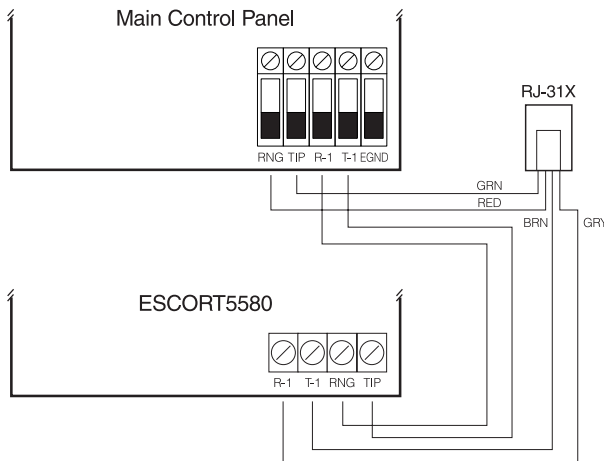 Main Control Panel
RJ-31X
RNG TIP R-1 T-1 EGND
GRN
RED
BRN
GRY
ESCORT5580
R-1 T-1 RNG TIP